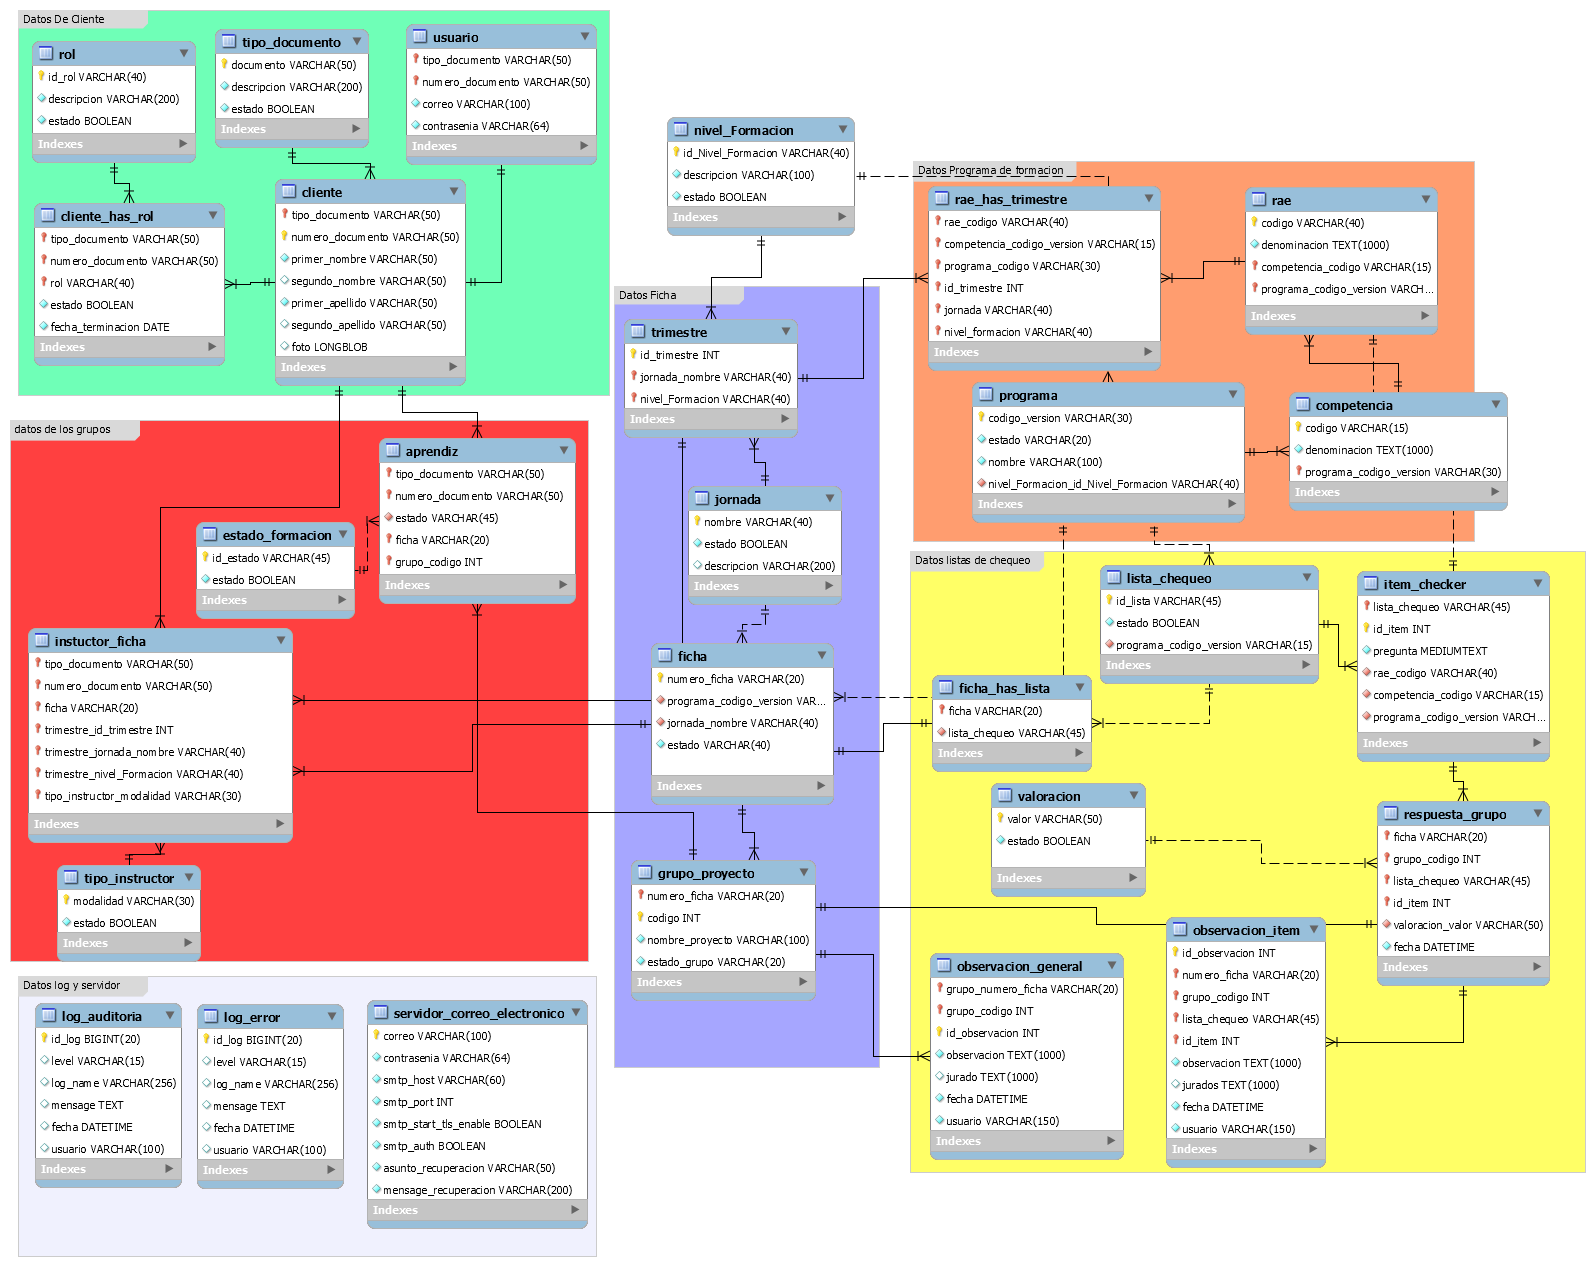 Datos De Cliente
rol
id_rol VARCHAR(40)
descripcion VARCHAR(200)
estado BOOLEAN
Indexes
tipo_documento
documento VARCHAR(50)
descripcion VARCHAR(200)
estado BOOLEAN
Indexes
usuario
tipo_documento VARCHAR(50)
numero_documento VARCHAR(50)
correo VARCHAR(100)
contrasenia VARCHAR(64)
Indexes
cliente_has_rol
tipo_documento VARCHAR(50)
numero_documento VARCHAR(50)
rol VARCHAR(40)
estado BOOLEAN
fecha_terminacion DATE
Indexes
cliente
tipo_documento VARCHAR(50)
numero_documento VARCHAR(50)
primer_nombre VARCHAR(50)
segundo_nombre VARCHAR(50)
primer_apellido VARCHAR(50)
segundo_apellido VARCHAR(50)
foto LONGBLOB
Indexes
nivel_Formacion
id_Nivel_Formacion VARCHAR(40)
descripcion VARCHAR(100)
estado BOOLEAN
Indexes
Datos Programa de formacion
rae_has_trimestre
rae_codigo VARCHAR(40)
competencia_codigo_version VARCHAR(15)
programa_codigo VARCHAR(30)
id_trimestre INT
jornada VARCHAR(40)
nivel_formacion VARCHAR(40)
Indexes
rae
codigo VARCHAR(40)
denominacion TEXT(1000)
competencia_codigo VARCHAR(15)
programa_codigo_version VARCH...
Indexes
programa
codigo_version VARCHAR(30)
estado VARCHAR(20)
nombre VARCHAR(100)
nivel_Formacion_id_Nivel_Formacion VARCHAR(40)
Indexes
competencia
codigo VARCHAR(15)
denominacion TEXT(1000)
programa_codigo_version VARCHAR(30)
Indexes
datos de los grupos
aprendiz
tipo_documento VARCHAR(50)
numero_documento VARCHAR(50)
estado VARCHAR(45)
ficha VARCHAR(20)
grupo_codigo INT
Indexes
estado_formacion
id_estado VARCHAR(45)
estado BOOLEAN
Indexes
instuctor_ficha
tipo_documento VARCHAR(50)
numero_documento VARCHAR(50)
ficha VARCHAR(20)
trimestre_id_trimestre INT
trimestre_jornada_nombre VARCHAR(40)
trimestre_nivel_Formacion VARCHAR(40)
tipo_instructor_modalidad VARCHAR(30)
Indexes
tipo_instructor
modalidad VARCHAR(30)
estado BOOLEAN
Indexes
Datos Ficha
trimestre
id_trimestre INT
jornada_nombre VARCHAR(40)
nivel_Formacion VARCHAR(40)
Indexes
jornada
nombre VARCHAR(40)
estado BOOLEAN
descripcion VARCHAR(200)
Indexes
ficha
numero_ficha VARCHAR(20)
programa_codigo_version VAR...
jornada_nombre VARCHAR(40)
estado VARCHAR(40)
Indexes
grupo_proyecto
numero_ficha VARCHAR(20)
codigo INT
nombre_proyecto VARCHAR(100)
estado_grupo VARCHAR(20)
Indexes
Datos listas de chequeo
lista_chequeo
id_lista VARCHAR(45)
estado BOOLEAN
programa_codigo_version VARCHAR(15)
Indexes
item_checker
lista_chequeo VARCHAR(45)
id_item INT
pregunta MEDIUMTEXT
rae_codigo VARCHAR(40)
competencia_codigo VARCHAR(15)
programa_codigo_version VARCH...
Indexes
ficha_has_lista
ficha VARCHAR(20)
lista_chequeo VARCHAR(45)
Indexes
valoracion
valor VARCHAR(50)
estado BOOLEAN
Indexes
respuesta_grupo
ficha VARCHAR(20)
grupo_codigo INT
lista_chequeo VARCHAR(45)
id_item INT
valoracion_valor VARCHAR(50)
fecha DATETIME
Indexes
observacion_general
grupo_numero_ficha VARCHAR(20)
grupo_codigo INT
id_observacion INT
observacion TEXT(1000)
jurado TEXT(1000)
fecha DATETIME
usuario VARCHAR(150)
Indexes
observacion_item
id_observacion INT
numero_ficha VARCHAR(20)
grupo_codigo INT
lista_chequeo VARCHAR(45)
id_item INT
observacion TEXT(1000)
jurados TEXT(1000)
fecha DATETIME
usuario VARCHAR(150)
Indexes
Datos log y servidor
log_auditoria
id_log BIGINT(20)
level VARCHAR(15)
log_name VARCHAR(256)
mensage TEXT
fecha DATETIME
usuario VARCHAR(100)
Indexes
log_error
id_log BIGINT(20)
level VARCHAR(15)
log_name VARCHAR(256)
mensage TEXT
fecha DATETIME
usuario VARCHAR(100)
Indexes
servidor_correo_electronico
correo VARCHAR(100)
contrasenia VARCHAR(64)
smtp_host VARCHAR(60)
smtp_port INT
smtp_start_tls_enable BOOLEAN
smtp_auth BOOLEAN
asunto_recuperacion VARCHAR(50)
mensage_recuperacion VARCHAR(200)
Indexes